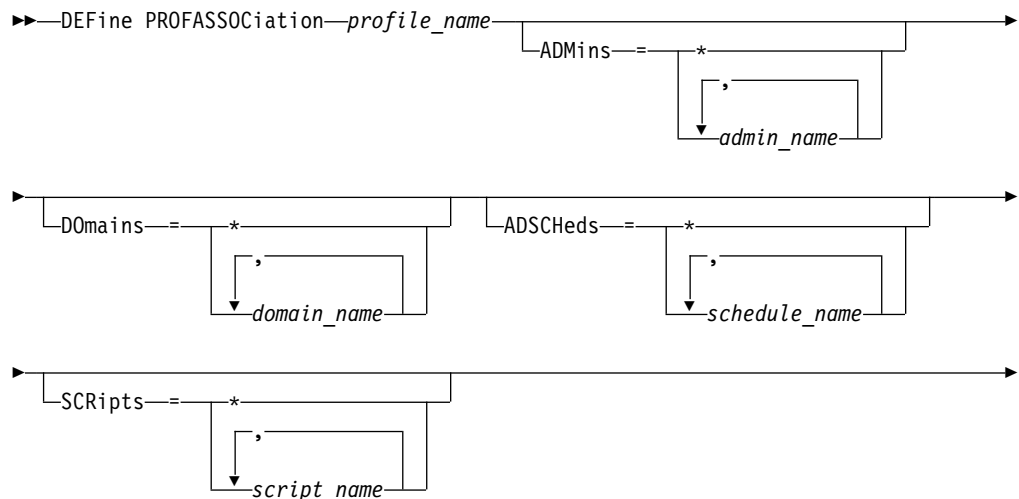 DEFine PROFASSOCiation profile_name
ADMins = *
,
admin_name
DOmains = * ADSCHeds = *
, ,
domain_name schedule_name
SCRipts = *
,
script_name